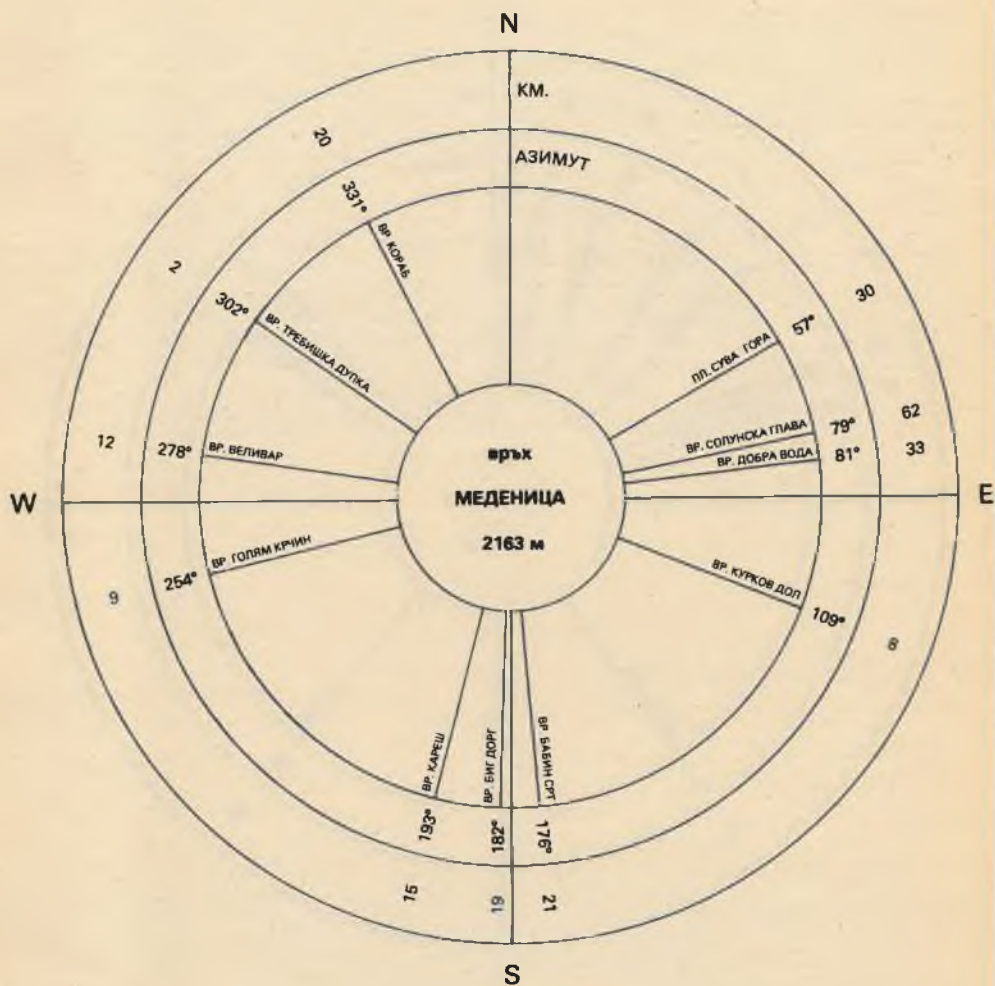 N
КМ.
АЗИМУТ
20
331°
ВР. КОРАБ
2
302°
ВР. ТРЕБИШКА ДУПКА
12
278°
ВР. ВЕЛИВАР
W
9
254°
ВР. ГОЛЯМ КРЧИН
30
57°
ПЛ. СУВА ГОРА
62
79°
ВР. СОЛУНСКА ГЛАВА
33
81°
ВР. ДОБРА ВОДА
E
връх
МЕДЕНИЦА
2163 м
ВР. КУРКОВ ДОЛ
109°
8
ВР. КАРЕШ
193°
15
ВР. БИГ ДОРГ
182°
19
ВР. БАБИН СРТ
176°
21
S